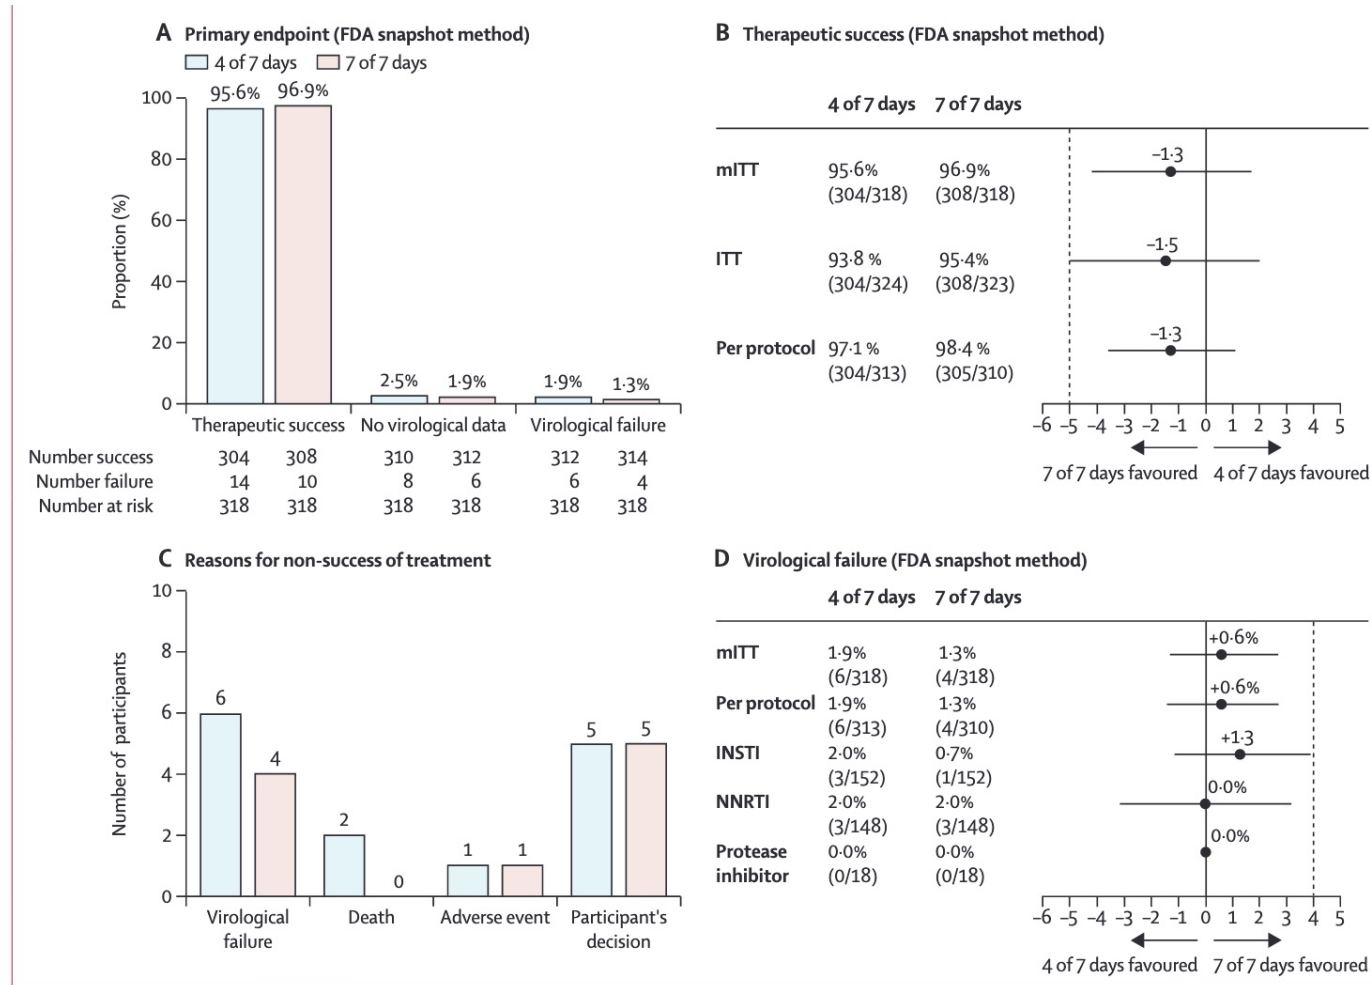 A Primary endpoint (FDA snapshot method)
4 of 7 days 7 of 7 days
95·6% 96·9%
2·5% 1·9%
1·9% 1·3%
100
80
60
40
20
0
Proportion (%)
Therapeutic success No virological data Virological failure
Number success 304 308 310 312 312 314
Number failure 14 10 8 6 6 4
Number at risk 318 318 318 318 318 318
B Therapeutic success (FDA snapshot method)
4 of 7 days 7 of 7 days
mITT 95·6% 96·9% –1·3
(304/318) (308/318)
ITT 93·8 % 95·4% –1·5
(304/324) (308/323)
Per protocol 97·1 % 98·4 % –1·3
(304/313) (305/310)
–6 –5 –4 –3 –2 –1 0 1 2 3 4 5
7 of 7 days favoured 4 of 7 days favoured
C Reasons for non-success of treatment
10
8
6
4
2
0
Number of participants
6 4
2 0
1 1
5 5
Virological Death Adverse event Participant's
failure decision
D Virological failure (FDA snapshot method)
4 of 7 days 7 of 7 days
mITT 1·9% 1·3% +0·6%
(6/318) (4/318)
Per protocol 1·9% 1·3% +0·6%
(6/313) (4/310)
INSTI 2·0% 0·7% +1·3
(3/152) (1/152)
NNRTI 2·0% 2·0% 0·0%
(3/148) (3/148)
Protease 0·0% 0·0% 0·0%
inhibitor (0/18) (0/18)
–6 –5 –4 –3 –2 –1 0 1 2 3 4 5
4 of 7 days favoured 7 of 7 days favoured